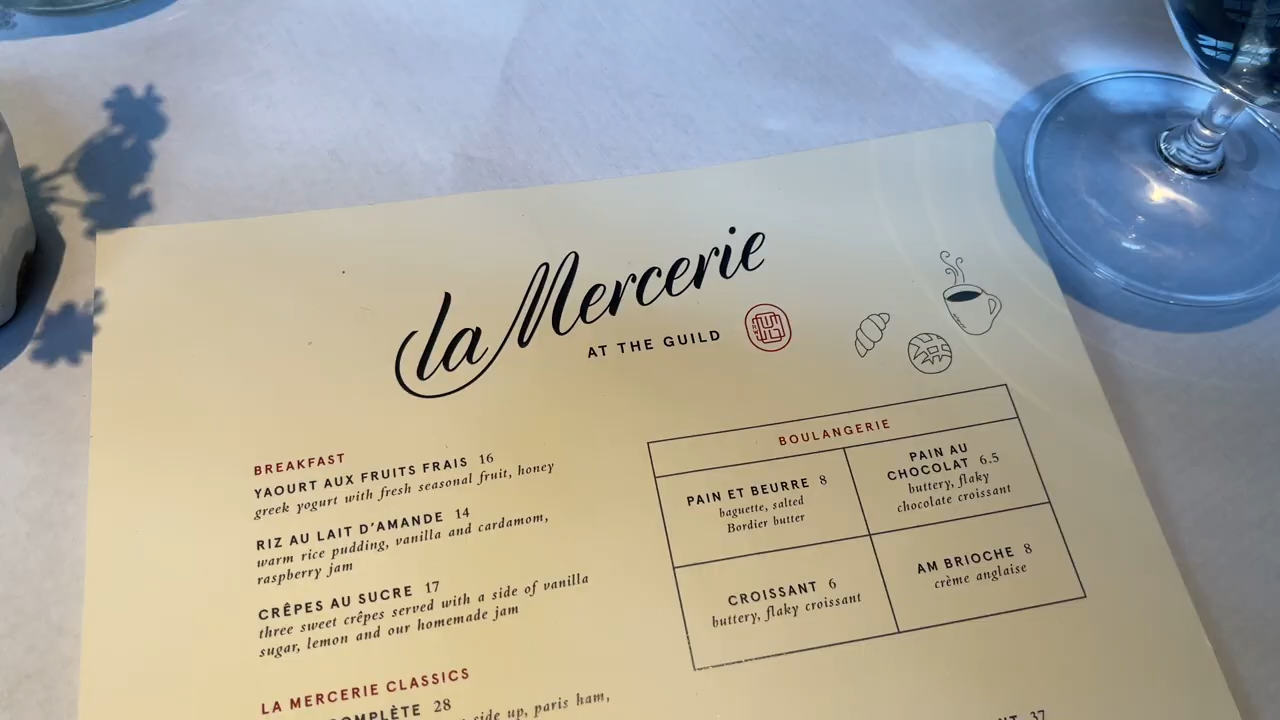 la Mercerie
AT THE GUILD
BREAKFAST
YAOURT AUX FRUITS FRAIS 16
greek yogurt with fresh seasonal fruit, honey
RIZ AU LAIT D'AMANDE 14
warm rice pudding, vanilla and cardamom,
raspberry jam
CRÊPES AU SUCRE 17
three sweet crêpes served with a side of vanilla
sugar, lemon and our homemade jam
LA MERCERIE CLASSICS
COMPLÈTE 28
side up, paris ham,
BOULANGERIE
PAIN ET BEURRE 8
baguette, salted
Bordier butter
PAIN AU
CHOCOLAT 6.5
buttery, flaky
chocolate croissant
CROISSANT 6
buttery, flaky croissant
AM BRIOCHE 8
crème anglaise
37